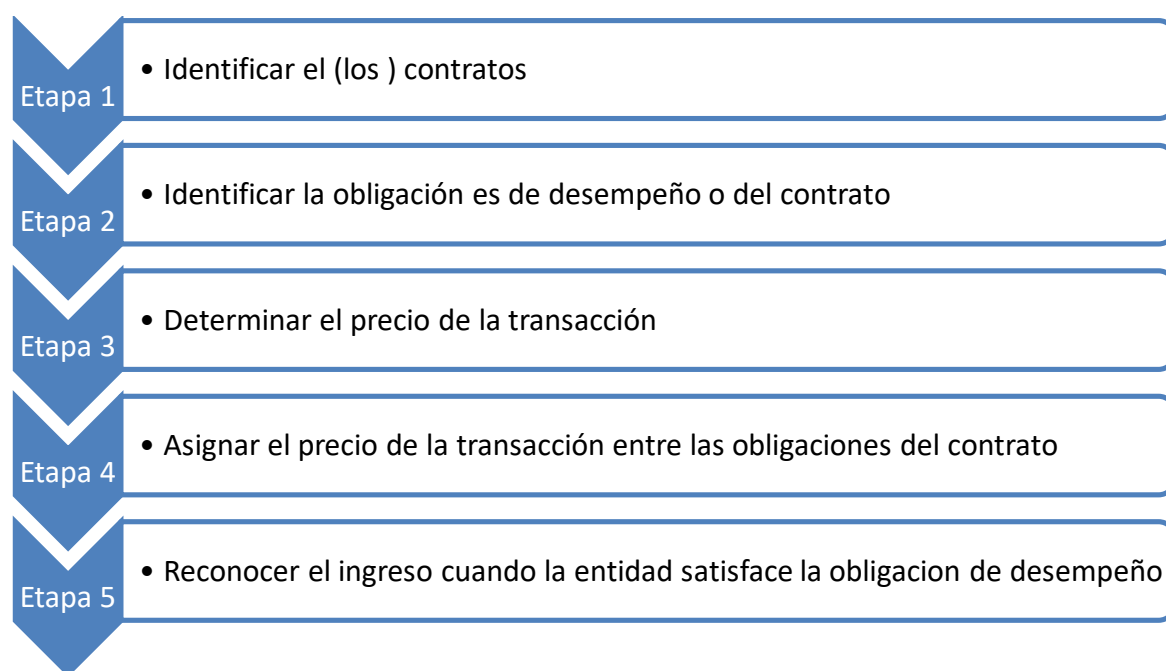 Etapa 1
• Identificar el (los ) contratos
Etapa 2
• Identificar la obligación es de desempeño o del contrato
Etapa 3
• Determinar el precio de la transacción
Etapa 4
• Asignar el precio de la transacción entre las obligaciones del contrato
Etapa 5
• Reconocer el ingreso cuando la entidad satisface la obligacion de desempeño